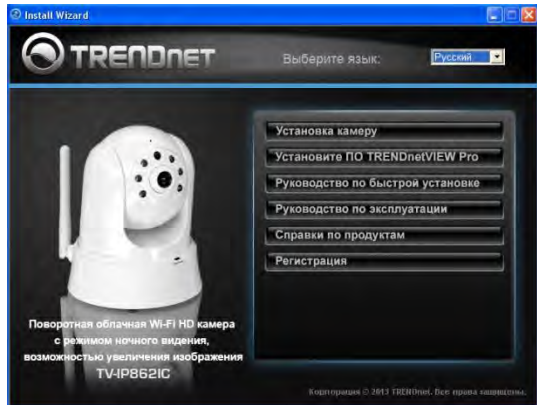 Install Wizard
TRENDnet
Выберите язык:
Русский
Установка камеру
Установите ПО TRENDnetVIEW Pro
Руководство по быстрой установке
Руководство по эксплуатации
Справки по продуктам
Регистрация
Поворотная облачная Wi-Fi HD камера
с режимом ночного видения,
возможностью увеличения изображения
TV-IP862IC
Корпорация © 2013 TRENDnet. Все права защищены.